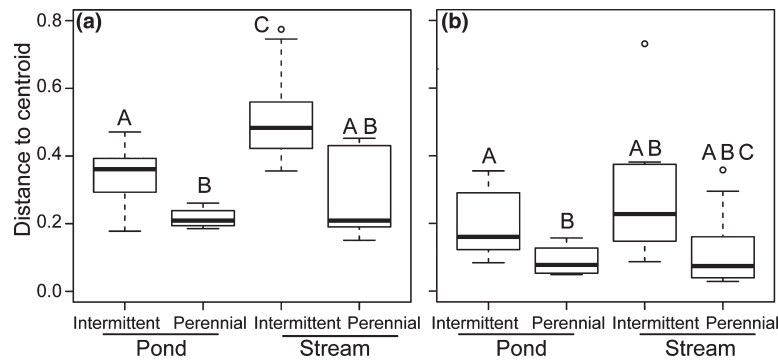 (a) (b)
Distance to centroid
0.8
0.6
0.4
0.2
0.0
A B C A B
A B A B A B C
Intermittent Perennial Intermittent Perennial Intermittent Perennial Intermittent Perennial
Pond Stream Pond Stream